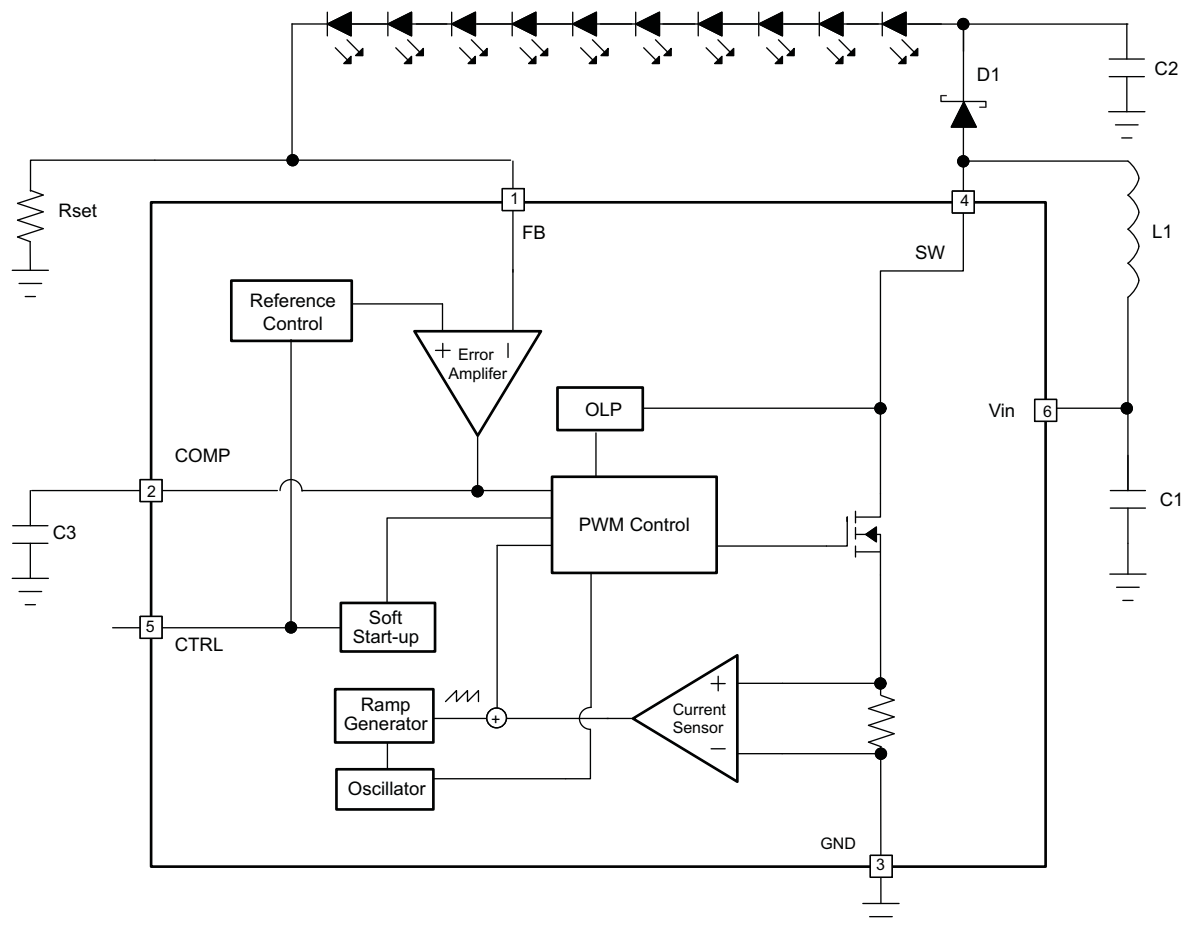 D1
C2
Rset
1
4
FB
SW
L1
Reference
Control
+
Error
Amplifer
OLP
Vin
6
COMP
2
C3
PWM Control
C1
5
CTRL
Soft
Start-up
Ramp
Generator
+
+
Current
Sensor
−
Oscillator
GND
3